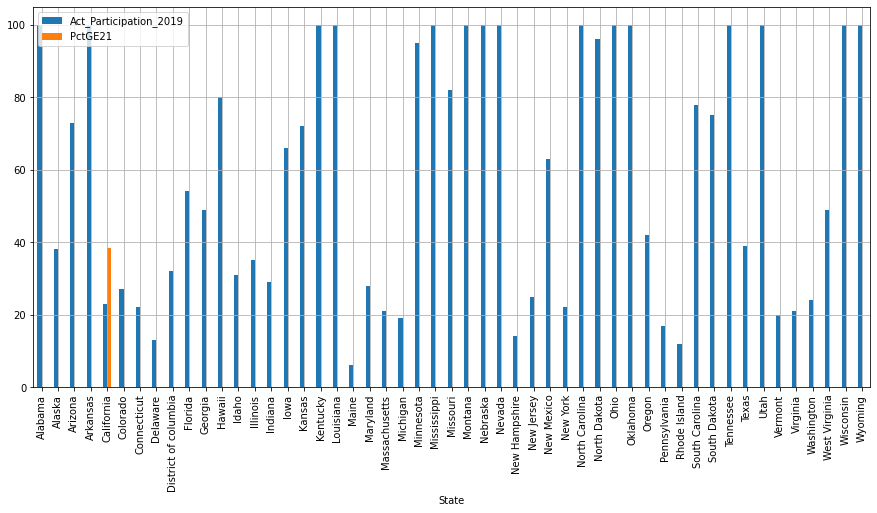 Act_Participation_2019
PctGE21
100
80
60
40
20
0
Alabama
Alaska
Arizona
Arkansas
California
Colorado
Connecticut
Delaware
District of columbia
Florida
Georgia
Hawaii
Idaho
Illinois
Indiana
Iowa
Kansas
Kentucky
Louisiana
Maine
Maryland
Massachusetts
Michigan
Minnesota
Mississippi
Missouri
Montana
Nebraska
Nevada
New Hampshire
New Jersey
New Mexico
New York
North Carolina
North Dakota
Ohio
Oklahoma
Oregon
Pennsylvania
Rhode Island
South Carolina
South Dakota
Tennessee
Texas
Utah
Vermont
Virginia
Washington
West Virginia
Wisconsin
Wyoming
State